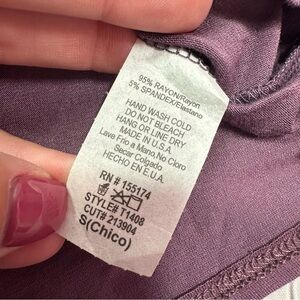 95% RAYON/Rayon
5% SPANDEX/Elastano
HAND WASH COLD
DO NOT BLEACH
HANG OR LINE DRY
MADE IN U.S.A.
Lave Frio a Mano,No Cloro
Secar Colgado
HECHO EN E.U.A.
RN # 155174
STYLE# T1408
CUT# 213904
S(Chico)